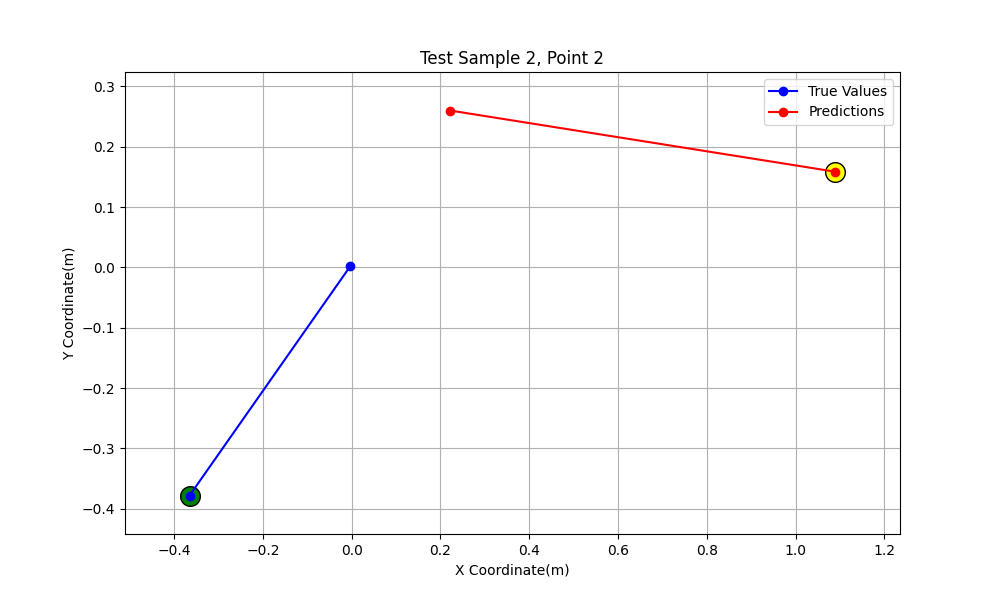 Test Sample 2, Point 2
True Values
Predictions
0.3
0.2
0.1
0.0
−0.1
−0.2
−0.3
−0.4
Y Coordinate(m)
−0.4 −0.2 0.0 0.2 0.4 0.6 0.8 1.0 1.2
X Coordinate(m)